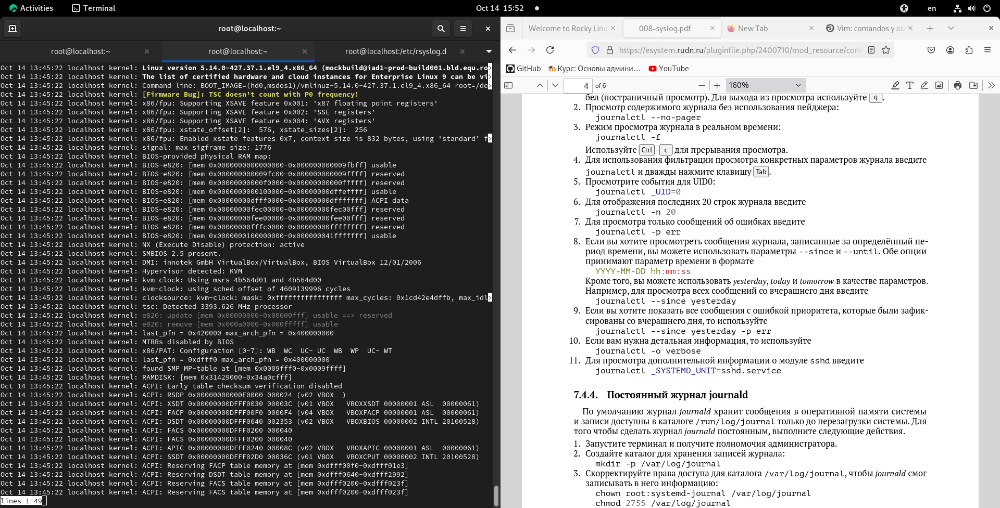 Activities
Terminal
Oct 14 15:52
en
root@localhost:~
root@localhost:~
root@localhost:~
root@localhost:/etc/rsyslog.d
Oct 14 13:45:22 localhost kernel: Linux version 5.14.0-427.37.1.el9_4.x86_64 (mockbuild@iad1-prod-build001.bld.equ.ro>
Oct 14 13:45:22 localhost kernel: The list of certified hardware and cloud instances for Enterprise Linux 9 can be vi>
Oct 14 13:45:22 localhost kernel: Command line: BOOT_IMAGE=(hd0,msdos1)/vmlinuz-5.14.0-427.37.1.el9_4.x86_64 root=/de>
Oct 14 13:45:22 localhost kernel: [Firmware Bug]: TSC doesn't count with P0 frequency!
Oct 14 13:45:22 localhost kernel: x86/fpu: Supporting XSAVE feature 0x001: 'x87 floating point registers'
Oct 14 13:45:22 localhost kernel: x86/fpu: Supporting XSAVE feature 0x002: 'SSE registers'
Oct 14 13:45:22 localhost kernel: x86/fpu: Supporting XSAVE feature 0x004: 'AVX registers'
Oct 14 13:45:22 localhost kernel: x86/fpu: xstate_offset[2]:  576, xstate_sizes[2]:  256
Oct 14 13:45:22 localhost kernel: x86/fpu: Enabled xstate features 0x7, context size is 832 bytes, using 'standard' f>
Oct 14 13:45:22 localhost kernel: signal: max sigframe size: 1776
Oct 14 13:45:22 localhost kernel: BIOS-provided physical RAM map:
Oct 14 13:45:22 localhost kernel: BIOS-e820: [mem 0x0000000000000000-0x000000000009fbff] usable
Oct 14 13:45:22 localhost kernel: BIOS-e820: [mem 0x000000000009fc00-0x000000000009ffff] reserved
Oct 14 13:45:22 localhost kernel: BIOS-e820: [mem 0x00000000000f0000-0x00000000000fffff] reserved
Oct 14 13:45:22 localhost kernel: BIOS-e820: [mem 0x0000000000100000-0x00000000dffeffff] usable
Oct 14 13:45:22 localhost kernel: BIOS-e820: [mem 0x00000000dfff0000-0x00000000dfffffff] ACPI data
Oct 14 13:45:22 localhost kernel: BIOS-e820: [mem 0x00000000fec00000-0x00000000fec00fff] reserved
Oct 14 13:45:22 localhost kernel: BIOS-e820: [mem 0x00000000fee00000-0x00000000fee00fff] reserved
Oct 14 13:45:22 localhost kernel: BIOS-e820: [mem 0x00000000fffc0000-0x00000000ffffffff] reserved
Oct 14 13:45:22 localhost kernel: BIOS-e820: [mem 0x0000000100000000-0x000000041fffffff] usable
Oct 14 13:45:22 localhost kernel: NX (Execute Disable) protection: active
Oct 14 13:45:22 localhost kernel: SMBIOS 2.5 present.
Oct 14 13:45:22 localhost kernel: DMI: innotek GmbH VirtualBox/VirtualBox, BIOS VirtualBox 12/01/2006
Oct 14 13:45:22 localhost kernel: Hypervisor detected: KVM
Oct 14 13:45:22 localhost kernel: kvm-clock: Using msrs 4b564d01 and 4b564d00
Oct 14 13:45:22 localhost kernel: kvm-clock: using sched offset of 4609139996 cycles
Oct 14 13:45:22 localhost kernel: clocksource: kvm-clock: mask: 0xffffffffffffffff max_cycles: 0x1cd42e4dffb, max_idl>
Oct 14 13:45:22 localhost kernel: tsc: Detected 3393.626 MHz processor
Oct 14 13:45:22 localhost kernel: e820: update [mem 0x00000000-0x00000fff] usable ==> reserved
Oct 14 13:45:22 localhost kernel: e820: remove [mem 0x000a0000-0x000fffff] usable
Oct 14 13:45:22 localhost kernel: last_pfn = 0x420000 max_arch_pfn = 0x400000000
Oct 14 13:45:22 localhost kernel: MTRRs disabled by BIOS
Oct 14 13:45:22 localhost kernel: x86/PAT: Configuration [0-7]: WB  WC  UC- UC  WB  WP  UC- WT
Oct 14 13:45:22 localhost kernel: last_pfn = 0xdfff0 max_arch_pfn = 0x400000000
Oct 14 13:45:22 localhost kernel: found SMP MP-table at [mem 0x0009fff0-0x0009ffff]
Oct 14 13:45:22 localhost kernel: RAMDISK: [mem 0x31429000-0x34a0cfff]
Oct 14 13:45:22 localhost kernel: ACPI: Early table checksum verification disabled
Oct 14 13:45:22 localhost kernel: ACPI: RSDP 0x00000000000E0000 000024 (v02 VBOX  )
Oct 14 13:45:22 localhost kernel: ACPI: XSDT 0x00000000DFFF0030 00003C (v01 VBOX   VBOXXSDT 00000001 ASL  00000061)
Oct 14 13:45:22 localhost kernel: ACPI: FACP 0x00000000DFFF00F0 0000F4 (v04 VBOX   VBOXFACP 00000001 ASL  00000061)
Oct 14 13:45:22 localhost kernel: ACPI: DSDT 0x00000000DFFF0640 002353 (v02 VBOX   VBOXBIOS 00000002 INTL 20100528)
Oct 14 13:45:22 localhost kernel: ACPI: FACS 0x00000000DFFF0200 000040
Oct 14 13:45:22 localhost kernel: ACPI: FACS 0x00000000DFFF0200 000040
Oct 14 13:45:22 localhost kernel: ACPI: APIC 0x00000000DFFF0240 00008C (v02 VBOX   VBOXAPIC 00000001 ASL  00000061)
Oct 14 13:45:22 localhost kernel: ACPI: SSDT 0x00000000DFFF02D0 00036C (v01 VBOX   VBOXCPUT 00000002 INTL 20100528)
Oct 14 13:45:22 localhost kernel: ACPI: Reserving FACP table memory at [mem 0xdfff00f0-0xdfff01e3]
Oct 14 13:45:22 localhost kernel: ACPI: Reserving DSDT table memory at [mem 0xdfff0640-0xdfff2992]
Oct 14 13:45:22 localhost kernel: ACPI: Reserving FACS table memory at [mem 0xdfff0200-0xdfff023f]
Oct 14 13:45:22 localhost kernel: ACPI: Reserving FACS table memory at [mem 0xdfff0200-0xdfff023f]
lines 1-49
Welcome to Rocky Linu
008-syslog.pdf
New Tab
Vim: comandos y ata
https://esystem.rudn.ru/pluginfile.php/2400710/mod_resource/cont
GitHub
Курс: Основы админи…
YouTube
4 of 6
160%
бел (постраничный просмотр). Для выхода из просмотра используйте q .
2. Просмотр содержимого журнала без использования пейджера:
journalctl --no-pager
3. Режим просмотра журнала в реальном времени:
journalctl -f
Используйте Ctrl + c для прерывания просмотра.
4. Для использования фильтрации просмотра конкретных параметров журнала введите
journalctl и дважды нажмите клавишу Tab .
5. Просмотрите события для UID0:
journalctl _UID=0
6. Для отображения последних 20 строк журнала введите
journalctl -n 20
7. Для просмотра только сообщений об ошибках введите
journalctl -p err
8. Если вы хотите просмотреть сообщения журнала, записанные за определённый пе-
риод времени, вы можете использовать параметры --since и --until. Обе опции
принимают параметр времени в формате
YYYY-MM-DD hh:mm:ss
Кроме того, вы можете использовать yesterday, today и tomorrow в качестве параметров.
Например, для просмотра всех сообщений со вчерашнего дня введите
journalctl --since yesterday
9. Если вы хотите показать все сообщения с ошибкой приоритета, которые были зафик-
сированы со вчерашнего дня, то используйте
journalctl --since yesterday -p err
10. Если вам нужна детальная информация, то используйте
journalctl -o verbose
11. Для просмотра дополнительной информации о модуле sshd введите
journalctl _SYSTEMD_UNIT=sshd.service
7.4.4. Постоянный журнал journald
По умолчанию журнал journald хранит сообщения в оперативной памяти системы
и записи доступны в каталоге /run/log/journal только до перезагрузки системы. Для
того чтобы сделать журнал journald постоянным, выполните следующие действия.
1. Запустите терминал и получите полномочия администратора.
2. Создайте каталог для хранения записей журнала:
mkdir -p /var/log/journal
3. Скорректируйте права доступа для каталога /var/log/journal, чтобы journald смог
записывать в него информацию:
chown root:systemd-journal /var/log/journal
chmod 2755 /var/log/journal